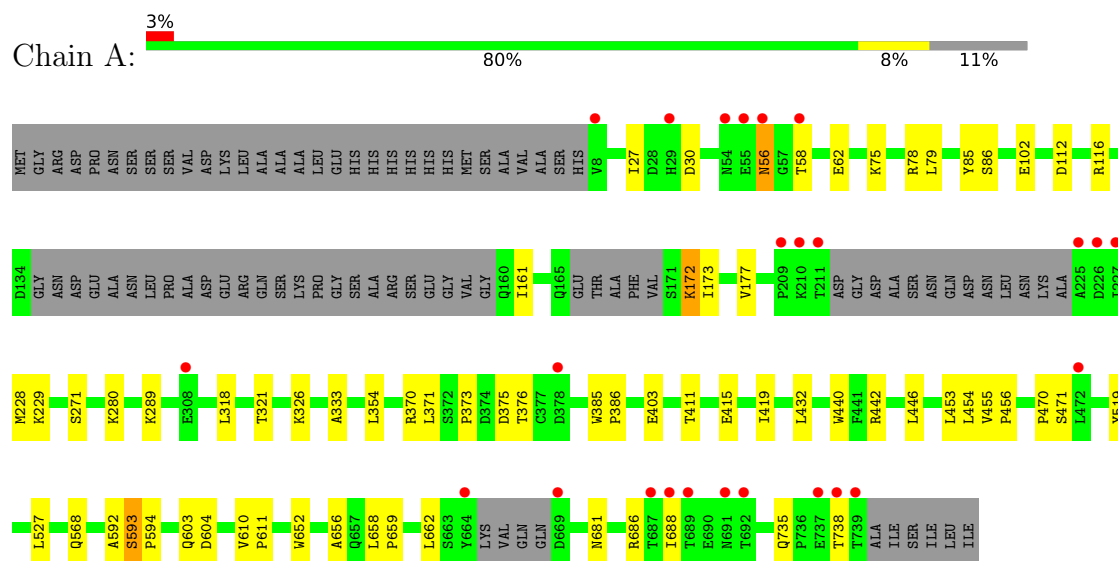 3%
Chain A:
80% 8% 11%
MET GLY ARG ASP PRO ASN SER SER SER VAL ASP LYS LEU ALA ALA ALA LEU GLU HIS HIS HIS HIS HIS HIS MET SER ALA VAL ALA SER HIS V8 I27 D28 H29 D30 N54 E55 N56 G57 T58 E62 K75 R78 L79 Y85 S86 E102 D112 R116
D134 GLY ASN ASP GLU ALA ASN LEU PRO ALA ASP GLU ARG GLN SER LYS PRO GLY SER ALA ARG SER GLU GLY VAL GLY Q160 I161 Q165 GLU THR ALA PHE VAL S171 K172 I173 V177 P209 K210 T211 ASP GLY ASP ALA SER ASN GLN ASP ASN LEU ASN LYS ALA A225 D226 I227
M228 K229 S271 K280 K289 E308 L318 T321 K326 A333 L354 R370 L371 S372 P373 D374 D375 T376 C377 D378 W385 P386 E403 T411 E415 I419 L432 W440 F441 R442 L446 L453 L454 V455 P456 P470 S471 L472 Y519
L527 Q568 A592 S593 P594 Q603 D604 V610 P611 W652 A656 Q657 L658 P659 L662 S663 Y664 LYS VAL GLN GLN D669 N681 R686 T687 I688 T689 E690 N691 T692 Q735 P736 E737 T738 T739 ALA ILE SER ILE LEU ILE